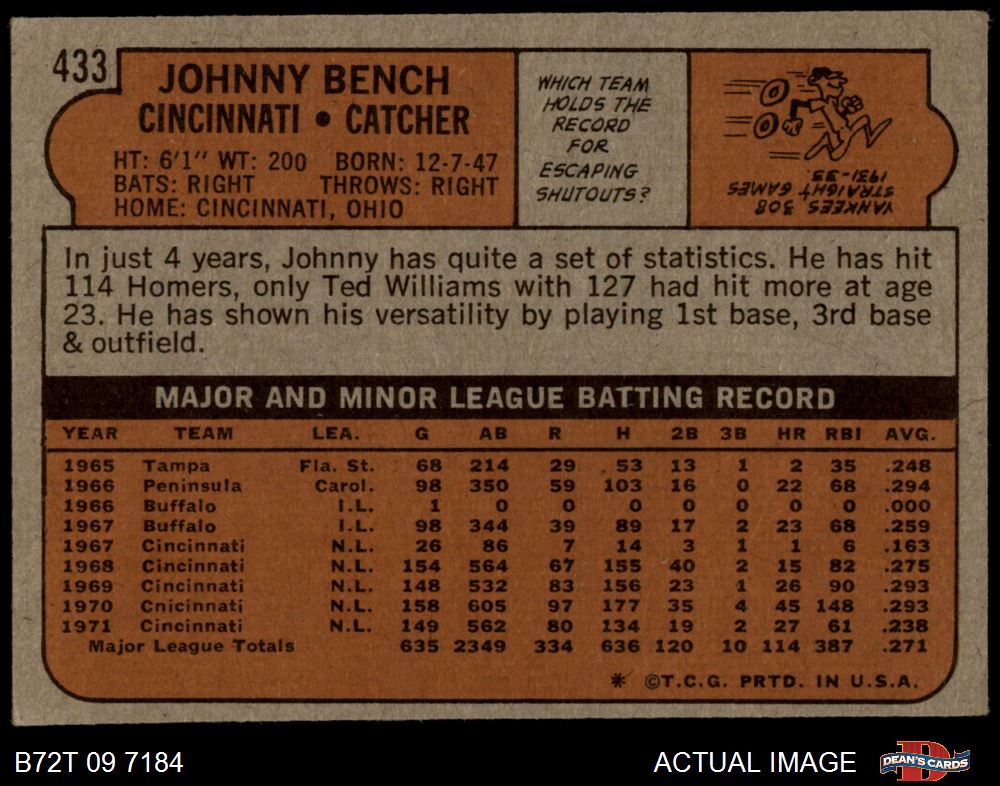 433
JOHNNY BENCH
CINCINNATI • CATCHER
HT: 6'1" WT: 200 BORN: 12-7-47
BATS: RIGHT THROWS: RIGHT
HOME: CINCINNATI, OHIO
WHICH TEAM
HOLDS THE
RECORD
FOR
ESCAPING
SHUTOUTS?
YANKEES 308
STRAIGHT GAMES
1931-33
In just 4 years, Johnny has quite a set of statistics. He has hit
114 Homers, only Ted Williams with 127 had hit more at age
23. He has shown his versatility by playing 1st base, 3rd base
& outfield.
MAJOR AND MINOR LEAGUE BATTING RECORD
YEAR TEAM LEA. G AB R H 2B 3B HR RBI AVG.
1965 Tampa Fla. St. 68 214 29 53 13 1 2 35 .248
1966 Peninsula Carol. 98 350 59 103 16 0 22 68 .294
1966 Buffalo I.L. 1 0 0 0 0 0 0 0 .000
1967 Buffalo I.L. 98 344 39 89 17 2 23 68 .259
1967 Cincinnati N.L. 26 86 7 14 3 1 1 6 .163
1968 Cincinnati N.L. 154 564 67 155 40 2 15 82 .275
1969 Cincinnati N.L. 148 532 83 156 23 1 26 90 .293
1970 Cnicinnati N.L. 158 605 97 177 35 4 45 148 .293
1971 Cincinnati N.L. 149 562 80 134 19 2 27 61 .238
Major League Totals 635 2349 334 636 120 10 114 387 .271
* ©T.C.G. PRTD. IN U.S.A.
B72T 09 7184
ACTUAL IMAGE
D
DEAN'S CARDS